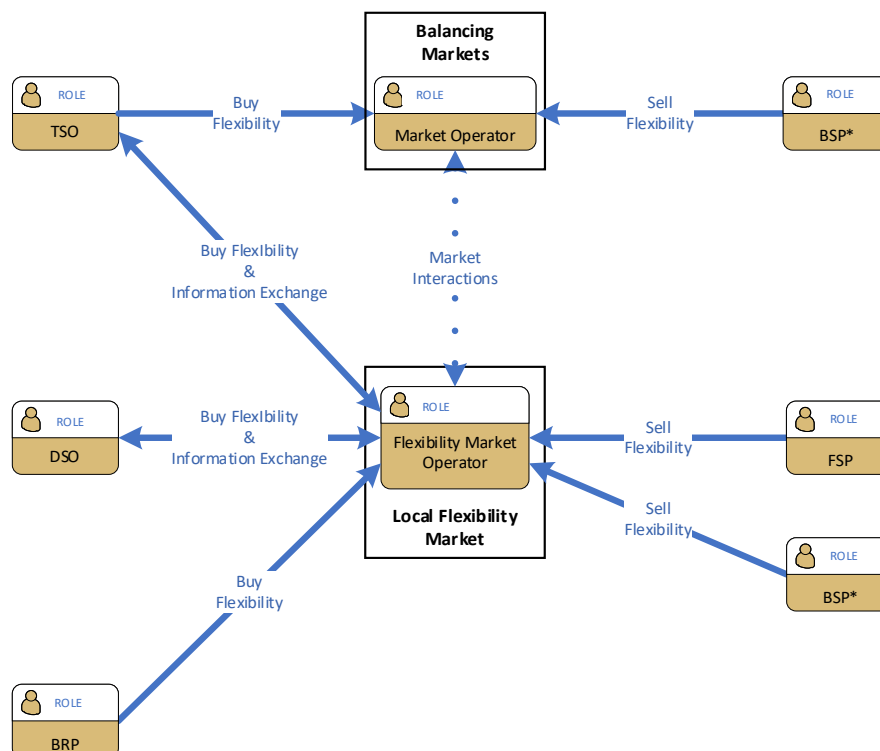 Balancing
Markets
ROLE
TSO
Buy
Flexibility
ROLE
Market Operator
Sell
Flexibility
ROLE
BSP*
Buy FlexIbility
&
Information Exchange
Market
Interactions
ROLE
DSO
Buy FlexIbility
&
Information Exchange
ROLE
Flexibility Market
Operator
Local Flexibility
Market
Sell
Flexibility
ROLE
FSP
Sell
Flexibility
ROLE
BSP*
Buy
Flexibility
ROLE
BRP